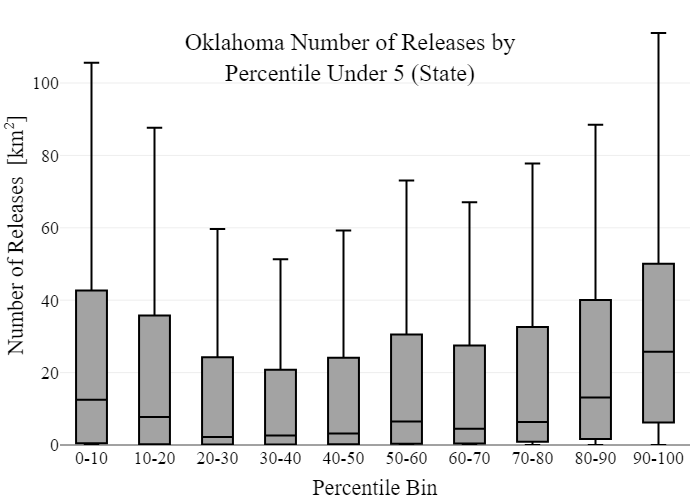 Oklahoma Number of Releases by
Percentile Under 5 (State)
Number of Releases [km²]
100
80
60
40
20
0
0-10 10-20 20-30 30-40 40-50 50-60 60-70 70-80 80-90 90-100
Percentile Bin